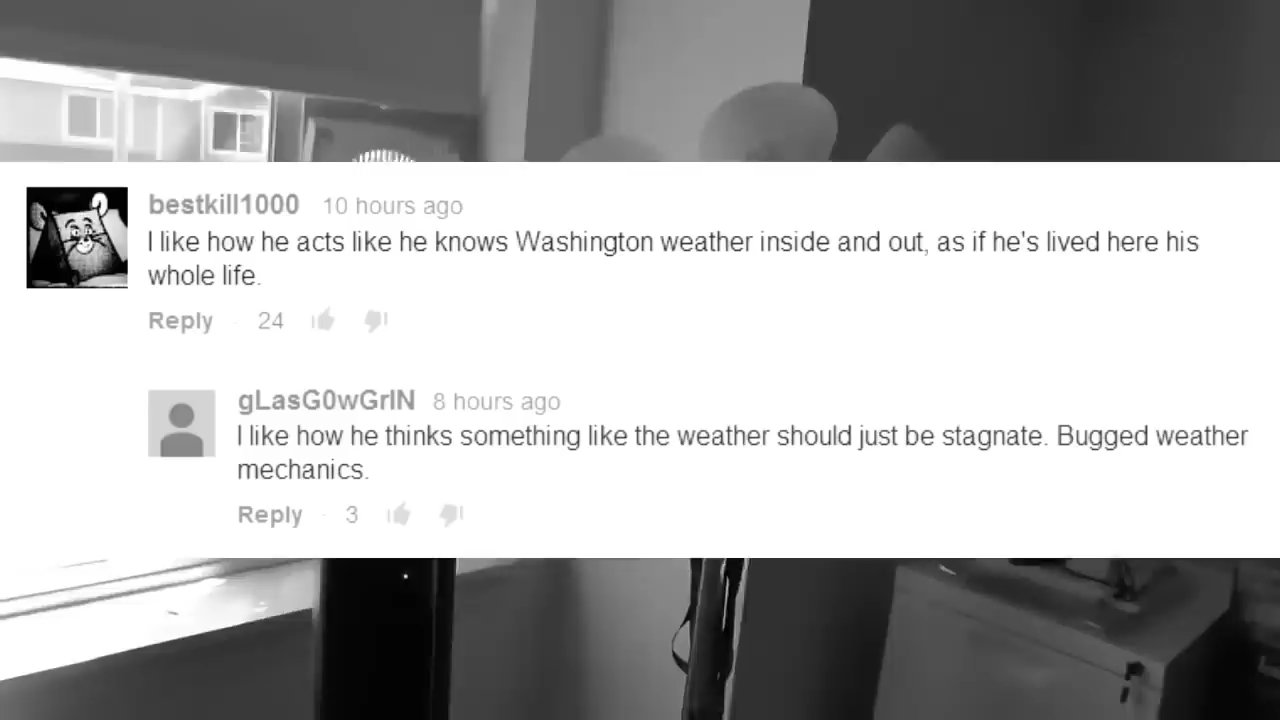 bestkill1000 10 hours ago
I like how he acts like he knows Washington weather inside and out, as if he's lived here his
whole life.
Reply · 24
gLasG0wGrIN 8 hours ago
I like how he thinks something like the weather should just be stagnate. Bugged weather
mechanics.
Reply · 3